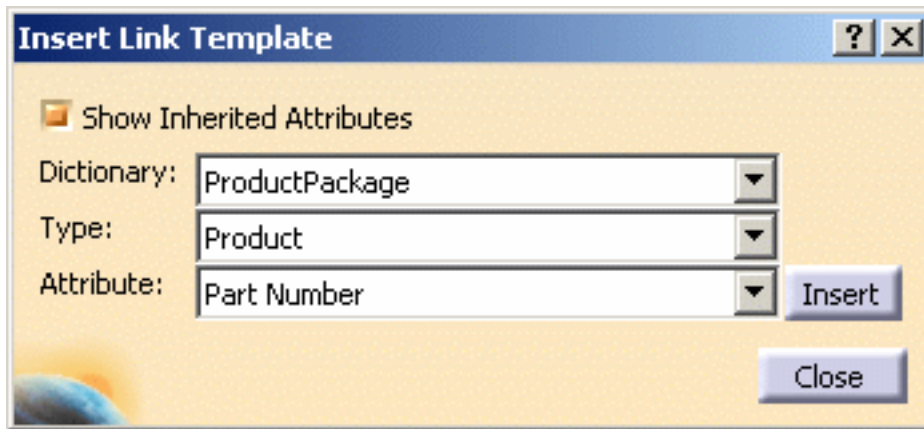 Insert Link Template ? X
Show Inherited Attributes
Dictionary: ProductPackage
Type: Product
Attribute: Part Number Insert
Close